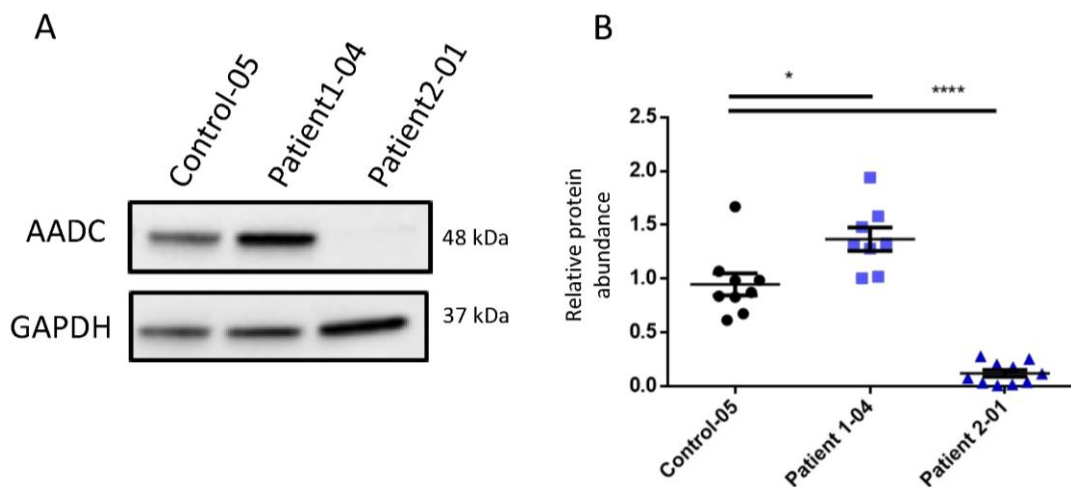 A
Control-05
Patient1-04
Patient2-01
AADC
48 kDa
GAPDH
37 kDa
B
*
****
Relative protein
abundance
2.5
2.0
1.5
1.0
0.5
0.0
Control-05
Patient 1-04
Patient 2-01